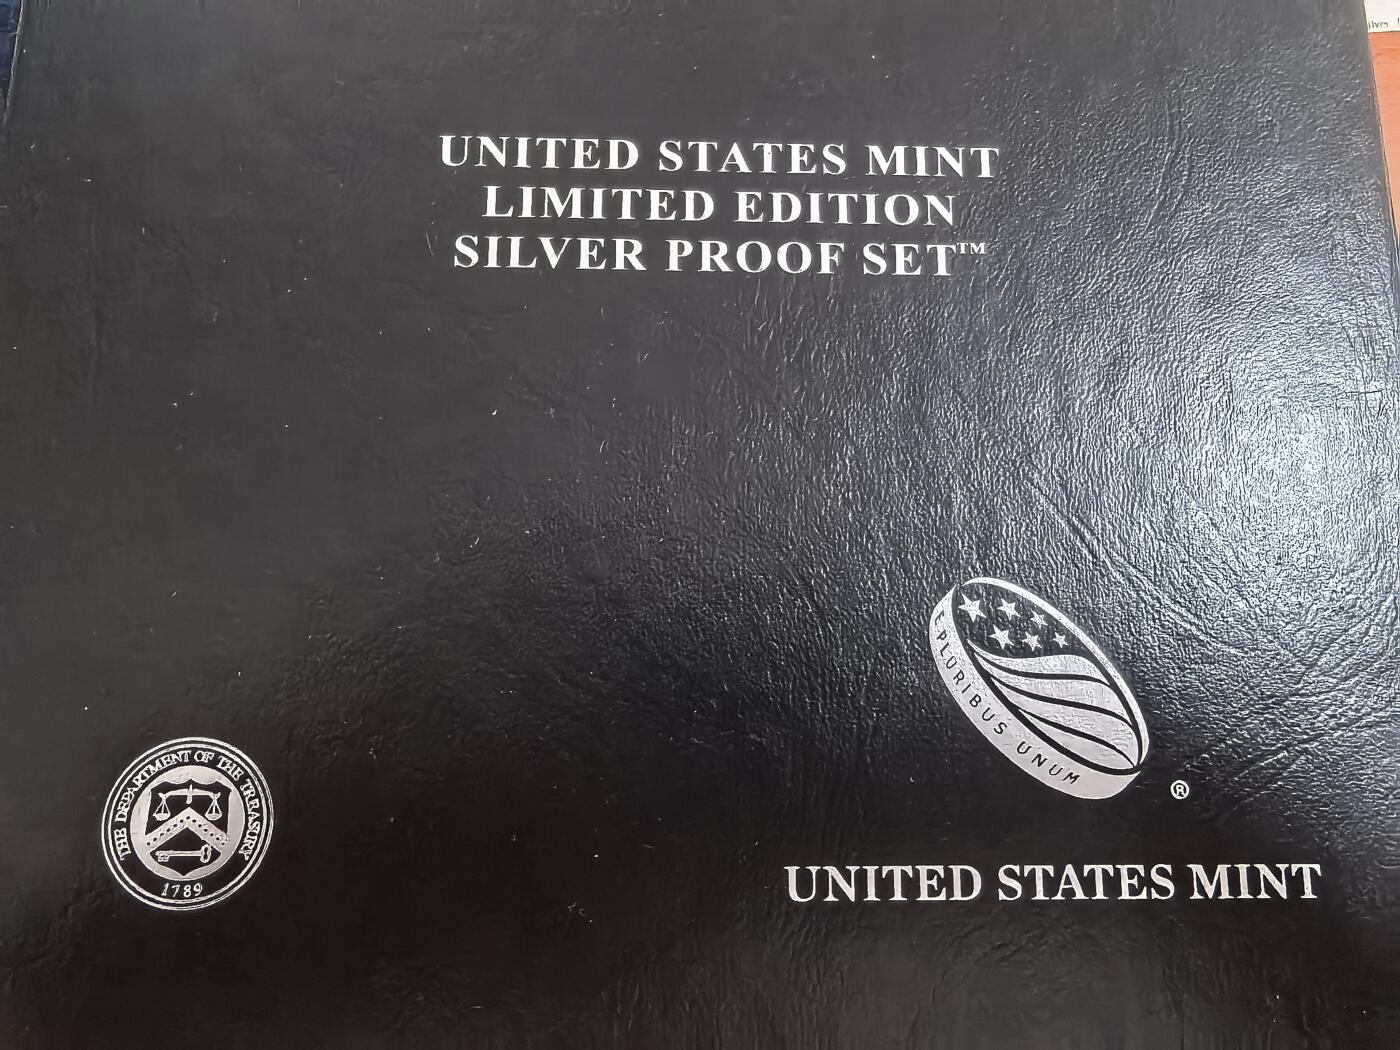 UNITED STATES MINT
LIMITED EDITION
SILVER PROOF SET™
E PLURIBUS UNUM
®
THE DEPARTMENT OF THE TREASURY
1789
UNITED STATES MINT